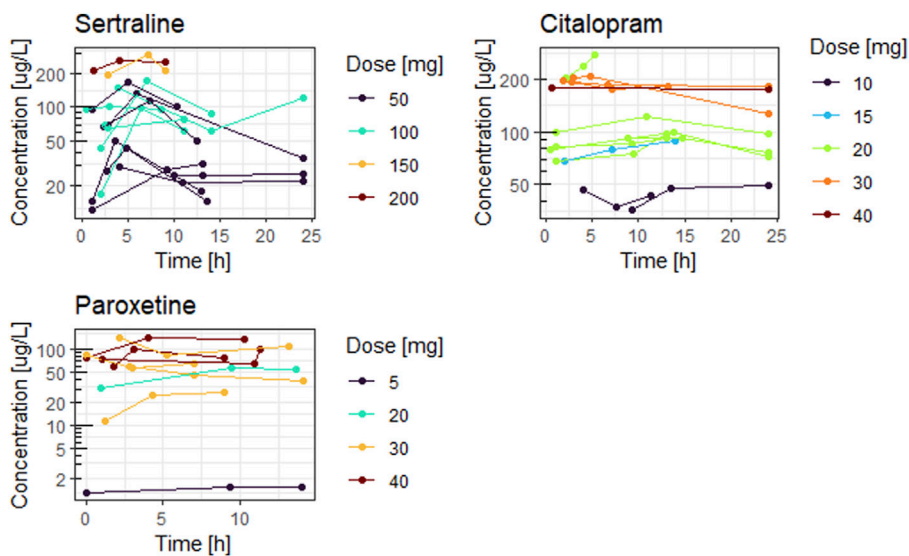 Sertraline
Concentration [ug/L]
200
100
50
20
0 5 10 15 20 25
Time [h]
Dose [mg]
50
100
150
200
Citalopram
Concentration [ug/L]
200
100
50
0 5 10 15 20 25
Time [h]
Dose [mg]
10
15
20
30
40
Paroxetine
Concentration [ug/L]
100
50
20
10
5
2
0 5 10
Time [h]
Dose [mg]
5
20
30
40